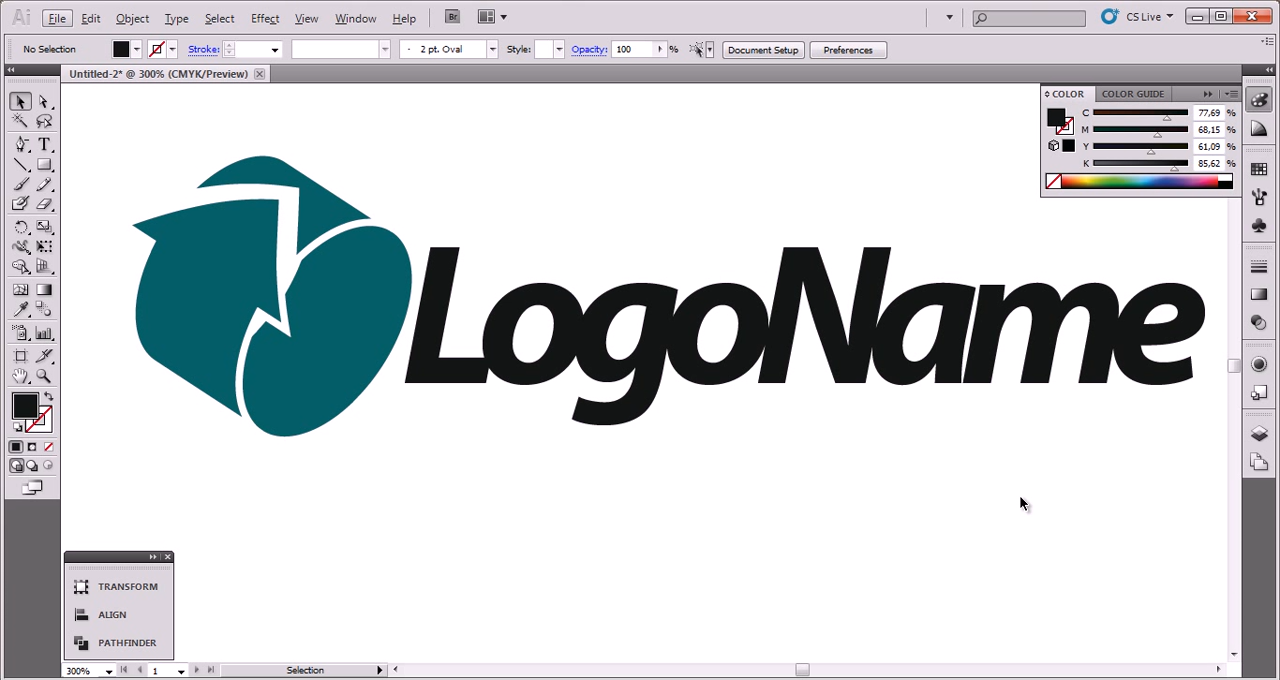 Ai File Edit Object Type Select Effect View Window Help Br CS Live
No Selection Stroke: 2 pt. Oval Style: Opacity: 100 % Document Setup Preferences
Untitled-2* @ 300% (CMYK/Preview)
COLOR COLOR GUIDE
C 77,69 %
M 68,15 %
Y 61,09 %
K 85,62 %
LogoName
TRANSFORM
ALIGN
PATHFINDER
300% 1 Selection